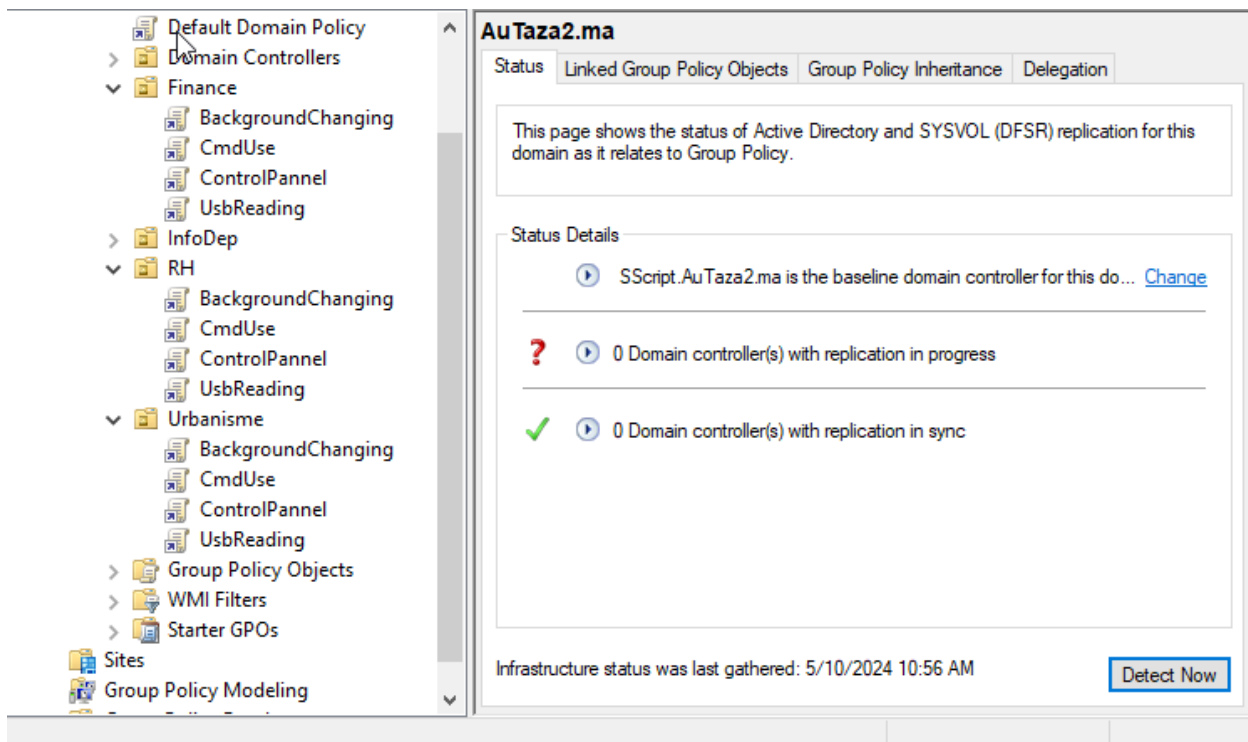 Default Domain Policy
Domain Controllers
Finance
BackgroundChanging
CmdUse
ControlPannel
UsbReading
InfoDep
RH
BackgroundChanging
CmdUse
ControlPannel
UsbReading
Urbanisme
BackgroundChanging
CmdUse
ControlPannel
UsbReading
Group Policy Objects
WMI Filters
Starter GPOs
Sites
Group Policy Modeling
AuTaza2.ma
Status Linked Group Policy Objects Group Policy Inheritance Delegation
This page shows the status of Active Directory and SYSVOL (DFSR) replication for this
domain as it relates to Group Policy.
Status Details
SScript.AuTaza2.ma is the baseline domain controller for this do... Change
0 Domain controller(s) with replication in progress
0 Domain controller(s) with replication in sync
Infrastructure status was last gathered: 5/10/2024 10:56 AM
Detect Now